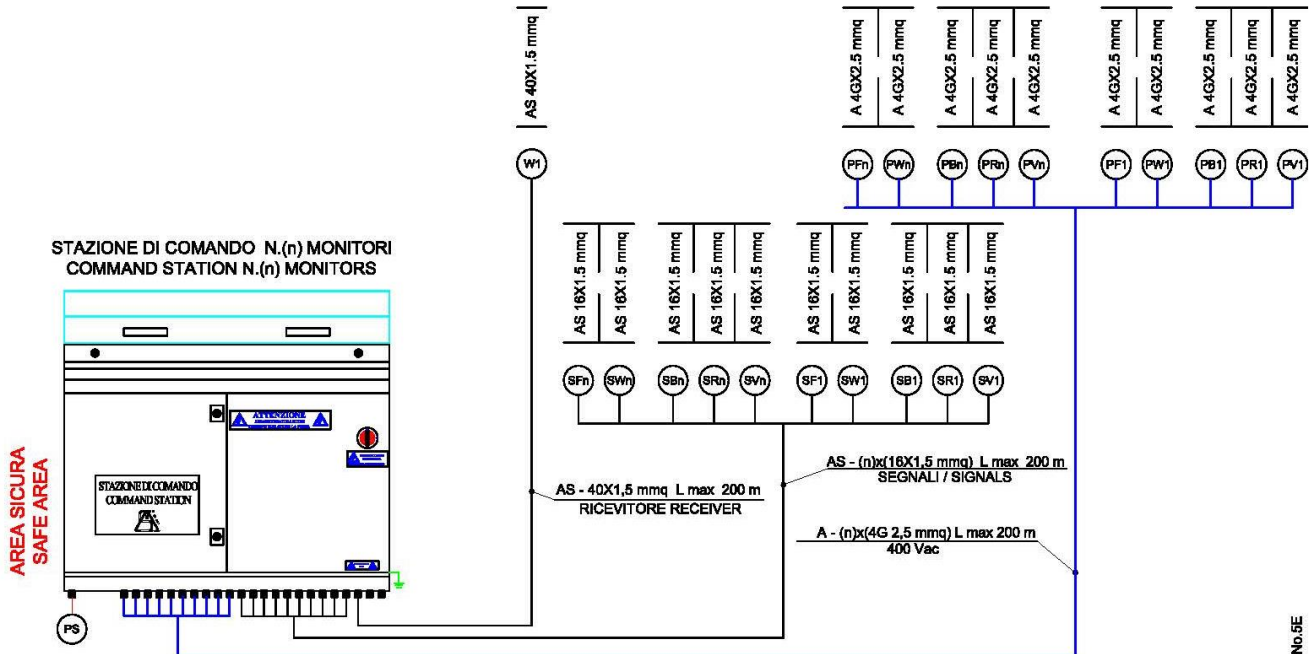 AS 40X1.5 mmq
A 4GX2.5 mmq
A 4GX2.5 mmq
A 4GX2.5 mmq
A 4GX2.5 mmq
A 4GX2.5 mmq
A 4GX2.5 mmq
A 4GX2.5 mmq
A 4GX2.5 mmq
A 4GX2.5 mmq
A 4GX2.5 mmq
W1
PFn
PWn
PBn
PRn
PVn
PF1
PW1
PB1
PR1
PV1
STAZIONE DI COMANDO N.(n) MONITORI
COMMAND STATION N.(n) MONITORS
AS 16X1.5 mmq
AS 16X1.5 mmq
AS 16X1.5 mmq
AS 16X1.5 mmq
AS 16X1.5 mmq
AS 16X1.5 mmq
AS 16X1.5 mmq
AS 16X1.5 mmq
AS 16X1.5 mmq
AS 16X1.5 mmq
SFn
SWn
SBn
SRn
SVn
SF1
SW1
SB1
SR1
SV1
ATTENZIONE
AREA SICURA
SAFE AREA
STAZIONE DI COMANDO
COMMAND STATION
AS - 40X1,5 mmq L max 200 m
RICEVITORE RECEIVER
AS - (n)x(16X1,5 mmq) L max 200 m
SEGNALI / SIGNALS
A - (n)x(4G 2,5 mmq) L max 200 m
400 Vac
PS
No.5E